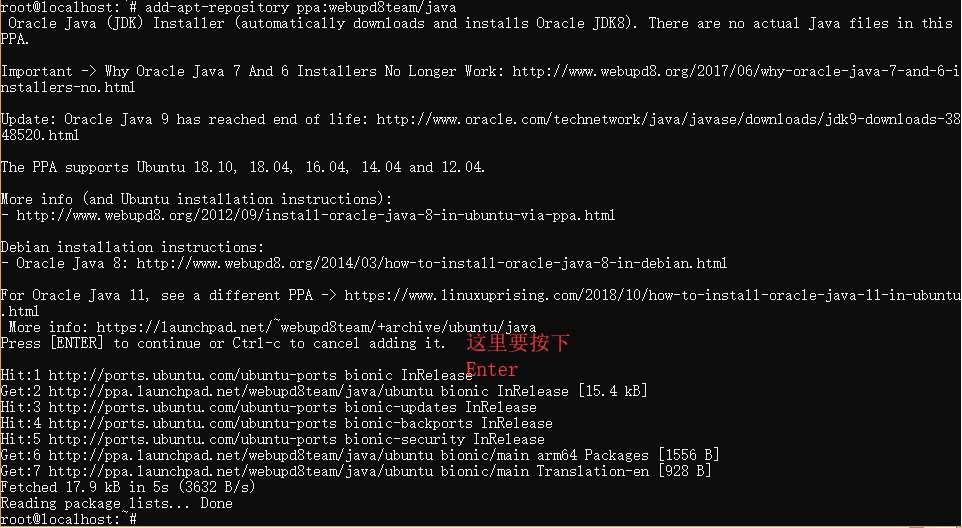 root@localhost:~# add-apt-repository ppa:webupd8team/java
 Oracle Java (JDK) Installer (automatically downloads and installs Oracle JDK8). There are no actual Java files in this
PPA.

Important -> Why Oracle Java 7 And 6 Installers No Longer Work: http://www.webupd8.org/2017/06/why-oracle-java-7-and-6-i
nstallers-no.html

Update: Oracle Java 9 has reached end of life: http://www.oracle.com/technetwork/java/javase/downloads/jdk9-downloads-38
48520.html

The PPA supports Ubuntu 18.10, 18.04, 16.04, 14.04 and 12.04.

More info (and Ubuntu installation instructions):
- http://www.webupd8.org/2012/09/install-oracle-java-8-in-ubuntu-via-ppa.html

Debian installation instructions:
- Oracle Java 8: http://www.webupd8.org/2014/03/how-to-install-oracle-java-8-in-debian.html

For Oracle Java 11, see a different PPA -> https://www.linuxuprising.com/2018/10/how-to-install-oracle-java-11-in-ubuntu
.html
 More info: https://launchpad.net/~webupd8team/+archive/ubuntu/java
Press [ENTER] to continue or Ctrl-c to cancel adding it. 这里要按下
Enter
Hit:1 http://ports.ubuntu.com/ubuntu-ports bionic InRelease
Get:2 http://ppa.launchpad.net/webupd8team/java/ubuntu bionic InRelease [15.4 kB]
Hit:3 http://ports.ubuntu.com/ubuntu-ports bionic-updates InRelease
Hit:4 http://ports.ubuntu.com/ubuntu-ports bionic-backports InRelease
Hit:5 http://ports.ubuntu.com/ubuntu-ports bionic-security InRelease
Get:6 http://ppa.launchpad.net/webupd8team/java/ubuntu bionic/main arm64 Packages [1556 B]
Get:7 http://ppa.launchpad.net/webupd8team/java/ubuntu bionic/main Translation-en [928 B]
Fetched 17.9 kB in 5s (3632 B/s)
Reading package lists... Done
root@localhost:~#